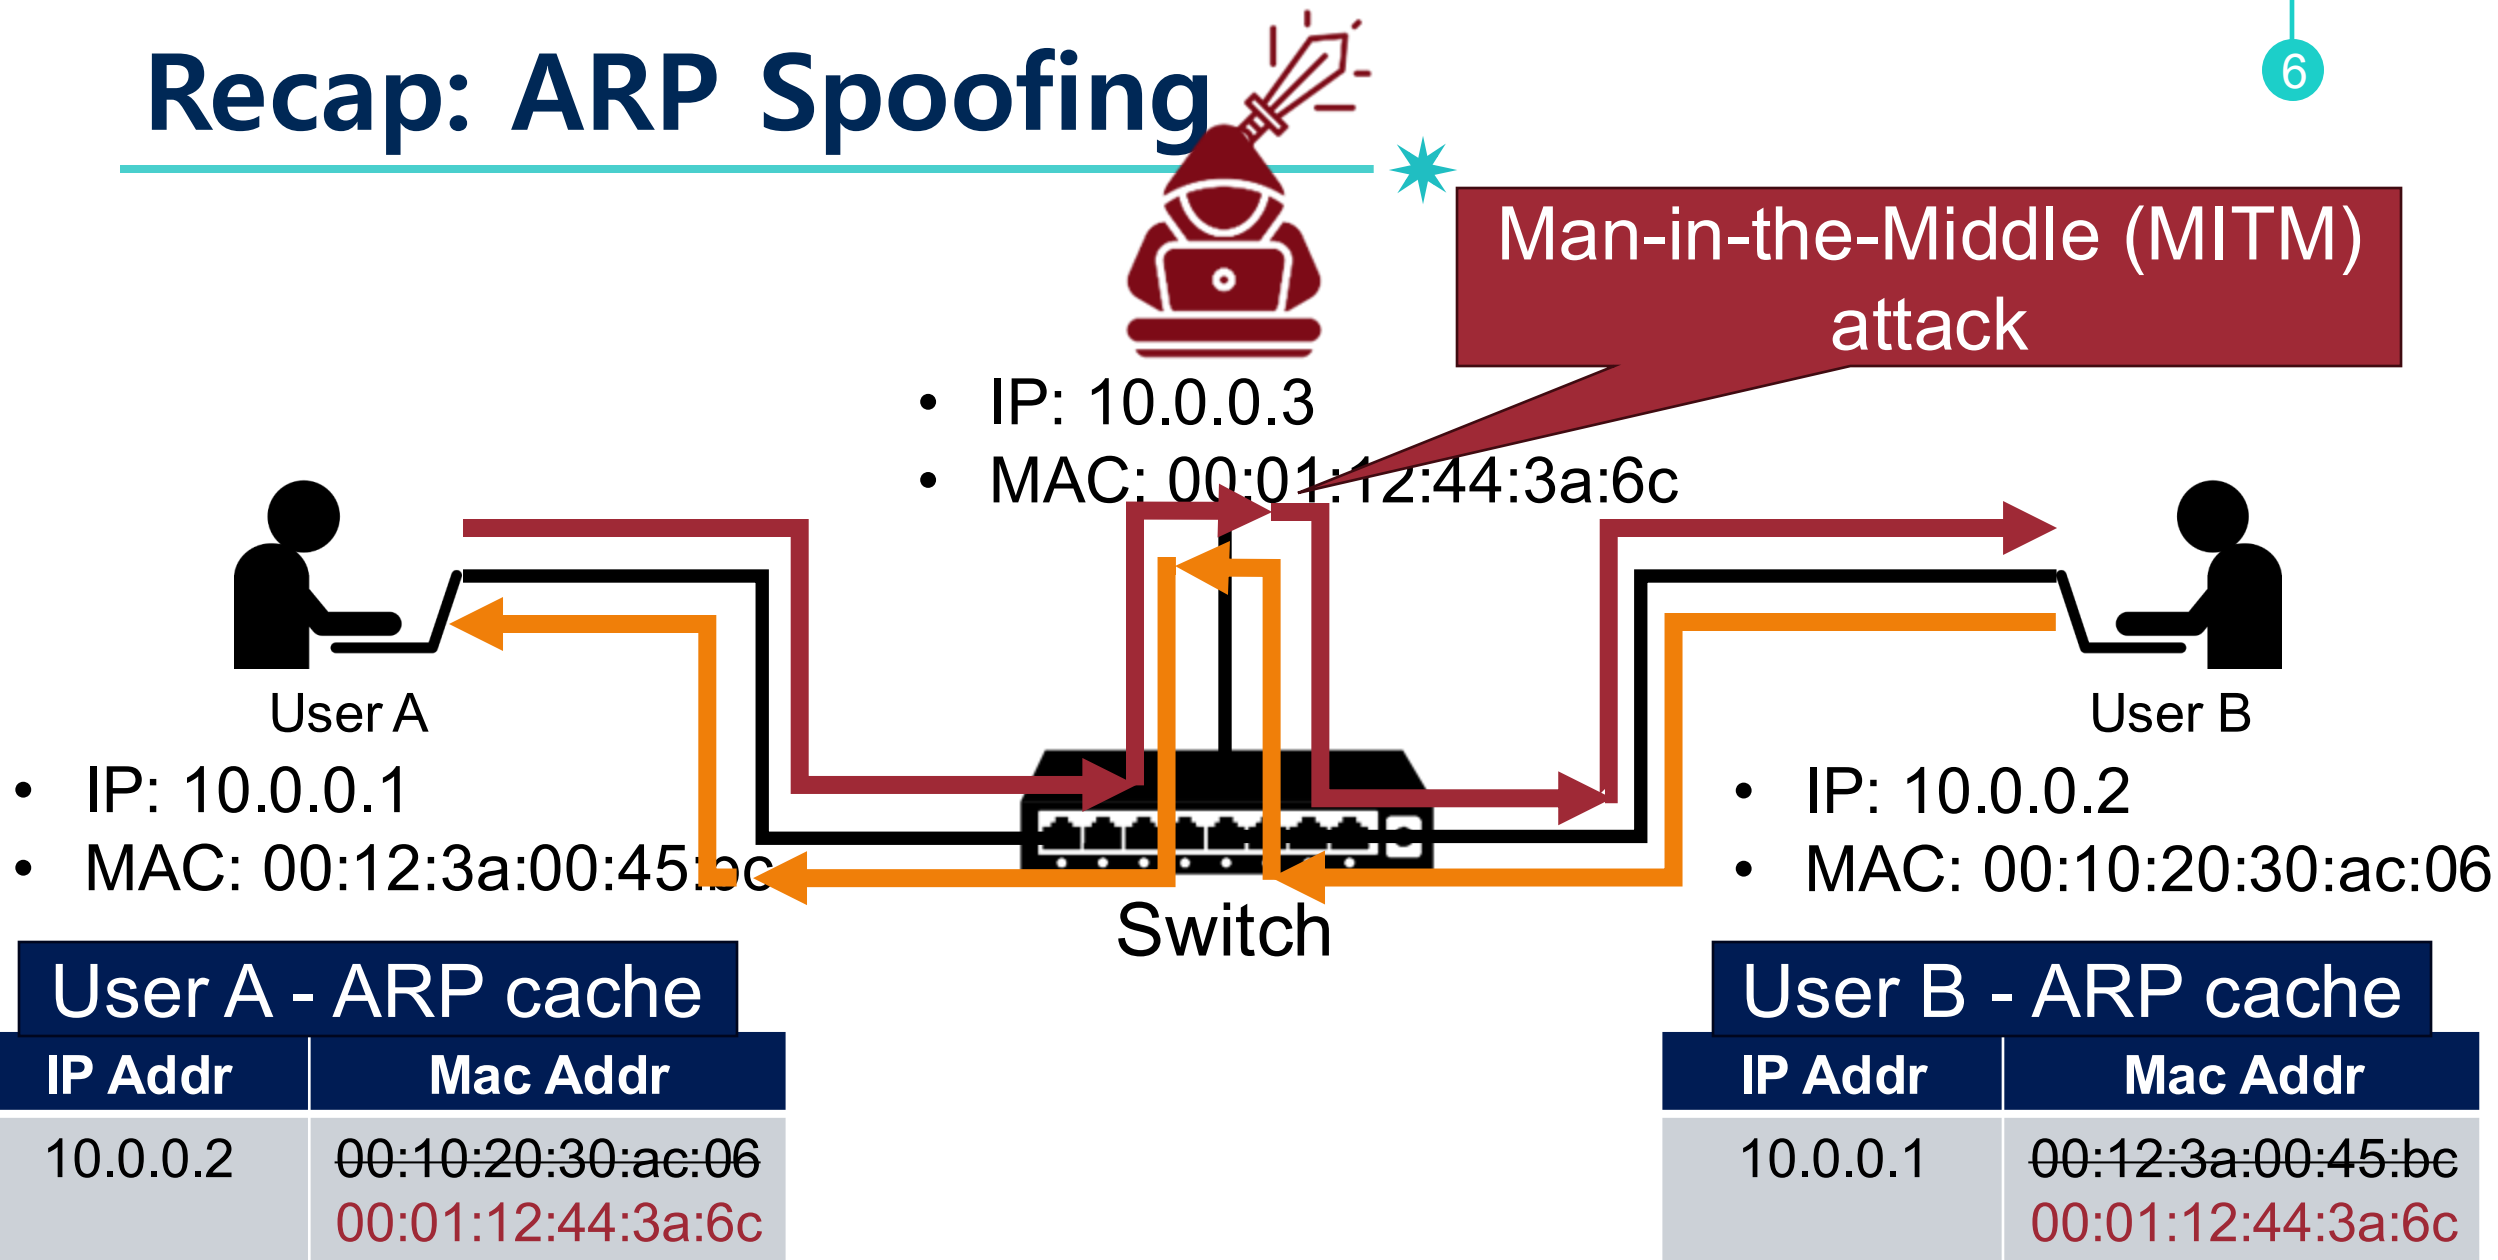 Recap: ARP Spoofing
6
Man-in-the-Middle (MITM)
attack
• IP: 10.0.0.3
• MAC: 00:01:12:44:3a:6c
User A
User B
• IP: 10.0.0.1
• MAC: 00:12:3a:00:45:bc
• IP: 10.0.0.2
• MAC: 00:10:20:30:ac:06
Switch
User A - ARP cache
IP Addr Mac Addr
10.0.0.2 00:10:20:30:ac:06
00:01:12:44:3a:6c
User B - ARP cache
IP Addr Mac Addr
10.0.0.1 00:12:3a:00:45:bc
00:01:12:44:3a:6c